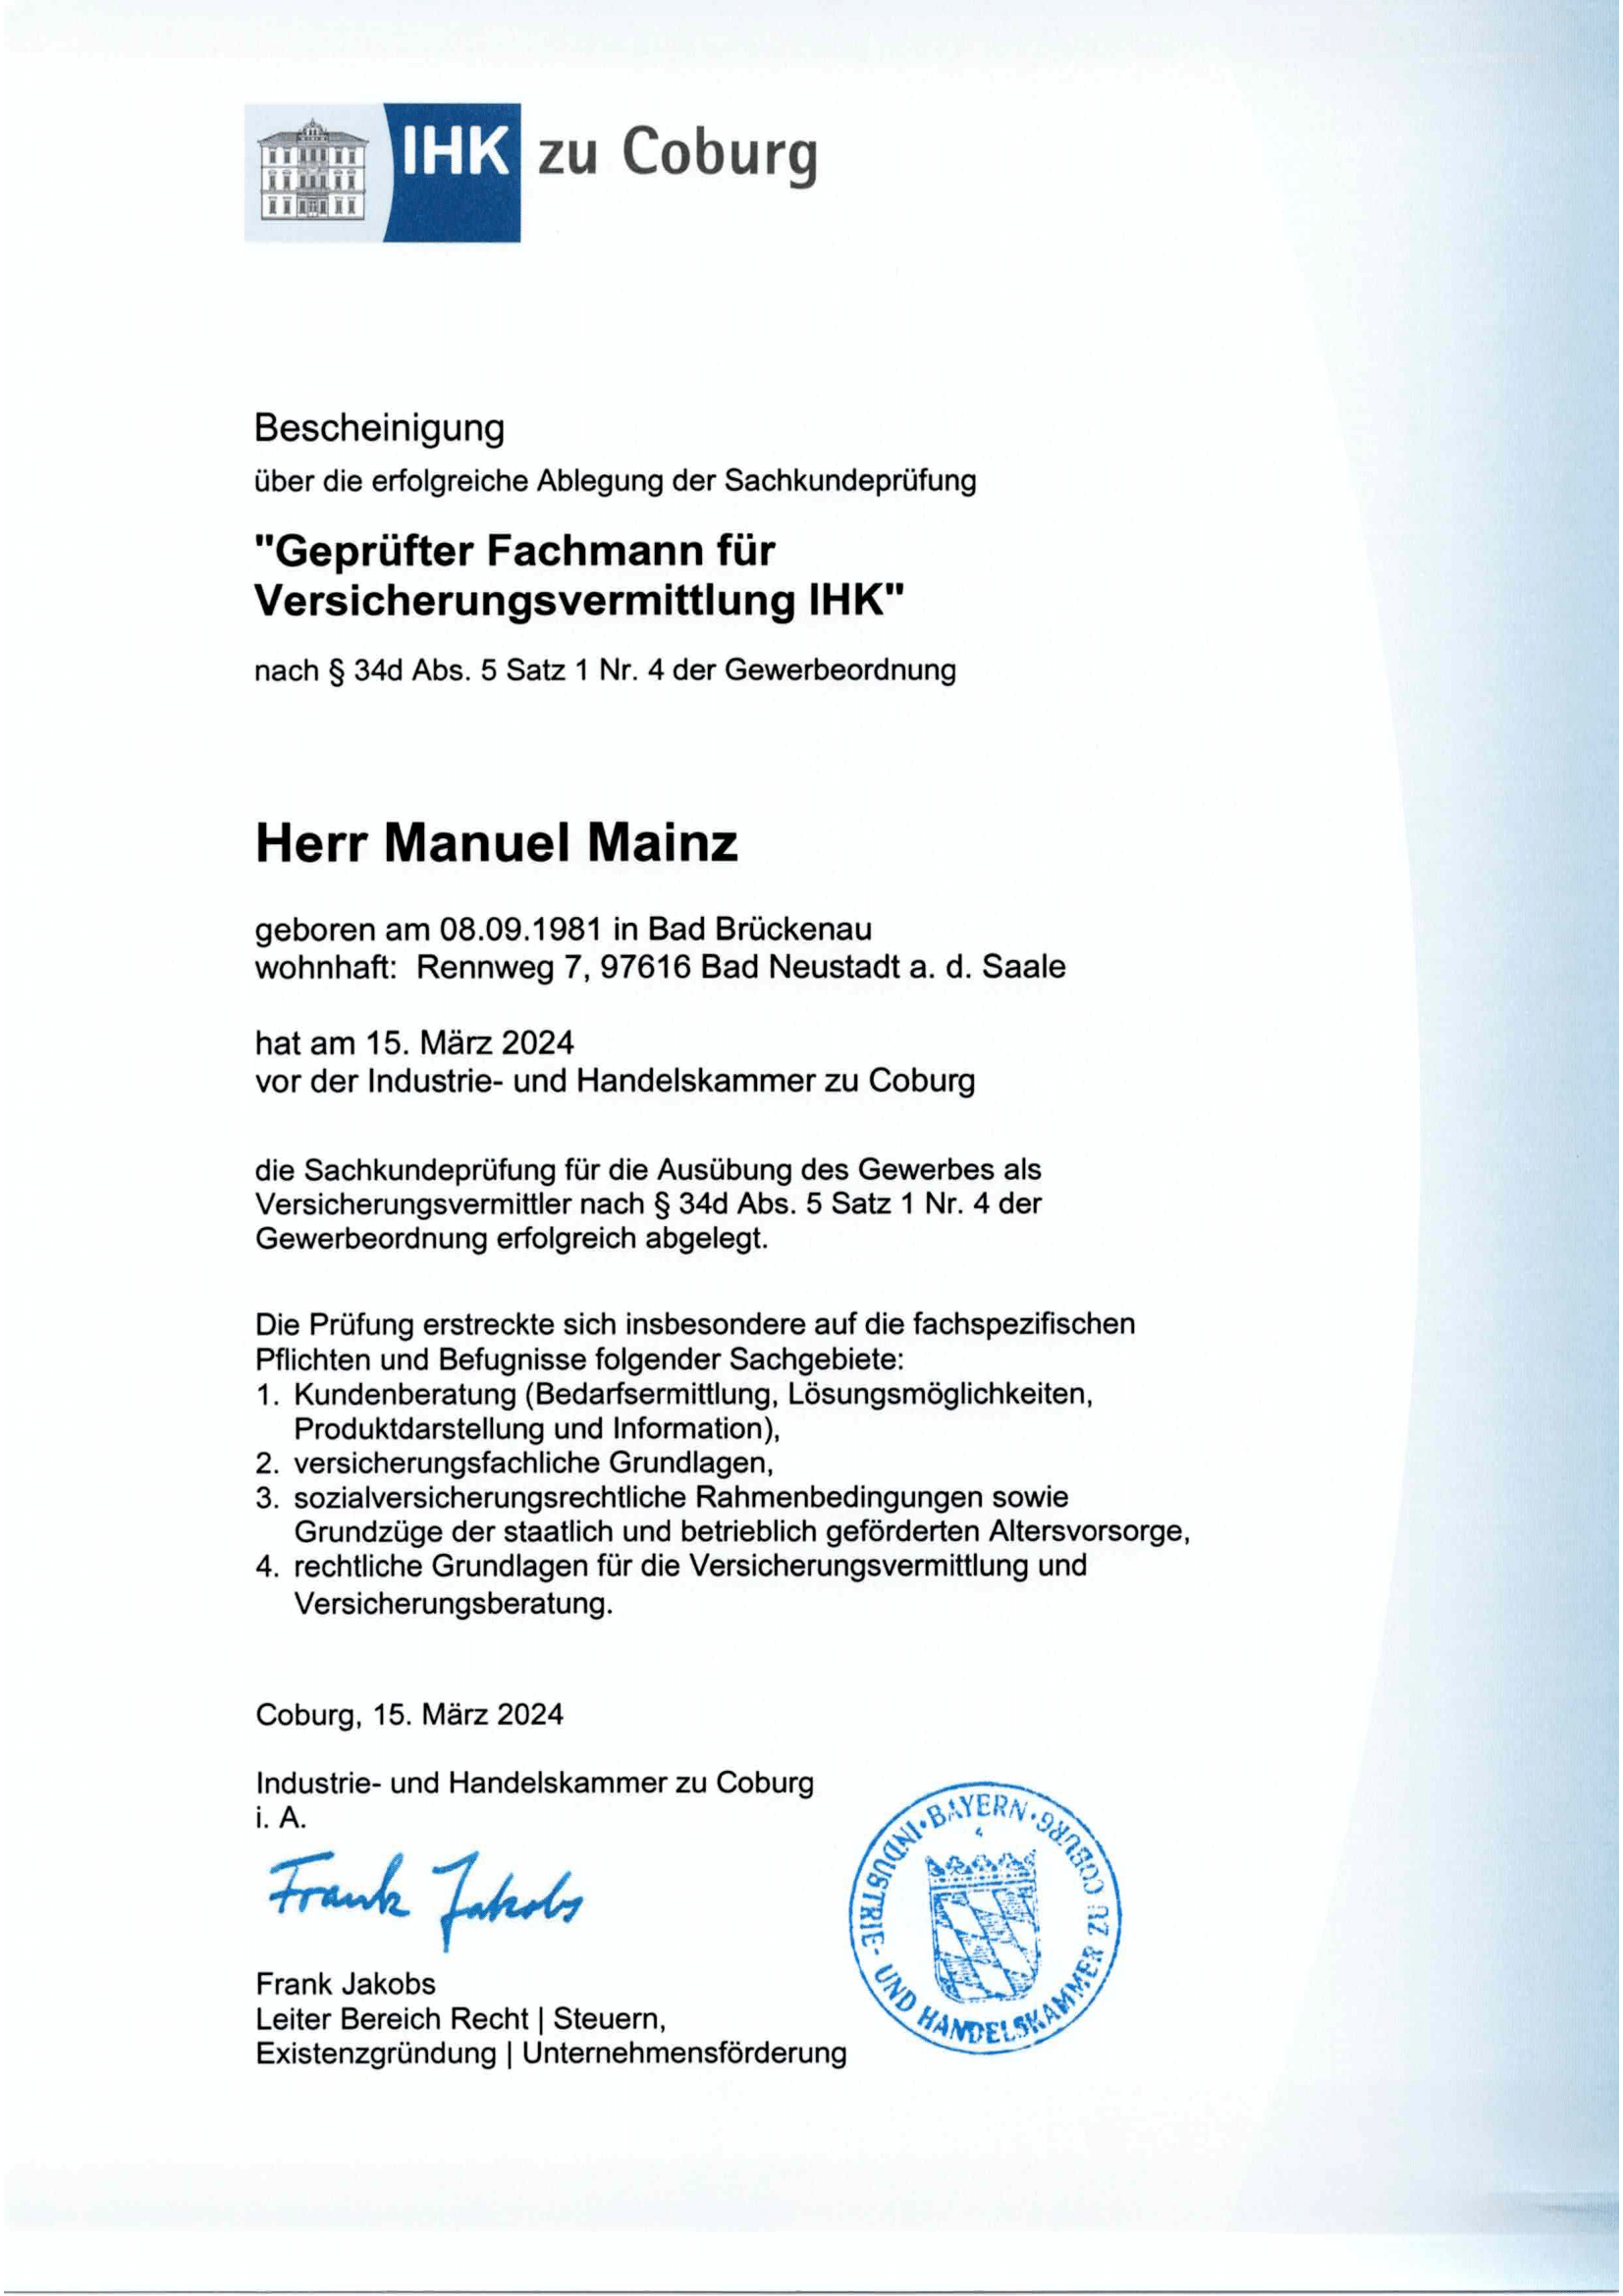 IHK zu Coburg
Bescheinigung
über die erfolgreiche Ablegung der Sachkundeprüfung
"Geprüfter Fachmann für
Versicherungsvermittlung IHK"
nach § 34d Abs. 5 Satz 1 Nr. 4 der Gewerbeordnung
Herr Manuel Mainz
geboren am 08.09.1981 in Bad Brückenau
wohnhaft: Rennweg 7, 97616 Bad Neustadt a. d. Saale
hat am 15. März 2024
vor der Industrie- und Handelskammer zu Coburg
die Sachkundeprüfung für die Ausübung des Gewerbes als
Versicherungsvermittler nach § 34d Abs. 5 Satz 1 Nr. 4 der
Gewerbeordnung erfolgreich abgelegt.
Die Prüfung erstreckte sich insbesondere auf die fachspezifischen
Pflichten und Befugnisse folgender Sachgebiete:
1. Kundenberatung (Bedarfsermittlung, Lösungsmöglichkeiten,
Produktdarstellung und Information),
2. versicherungsfachliche Grundlagen,
3. sozialversicherungsrechtliche Rahmenbedingungen sowie
Grundzüge der staatlich und betrieblich geförderten Altersvorsorge,
4. rechtliche Grundlagen für die Versicherungsvermittlung und
Versicherungsberatung.
Coburg, 15. März 2024
Industrie- und Handelskammer zu Coburg
i. A.
Frank Jakobs
Frank Jakobs
Leiter Bereich Recht | Steuern,
Existenzgründung | Unternehmensförderung
BAYERN
4
INDUSTRIE- UND HANDELSKAMMER ZU COBURG